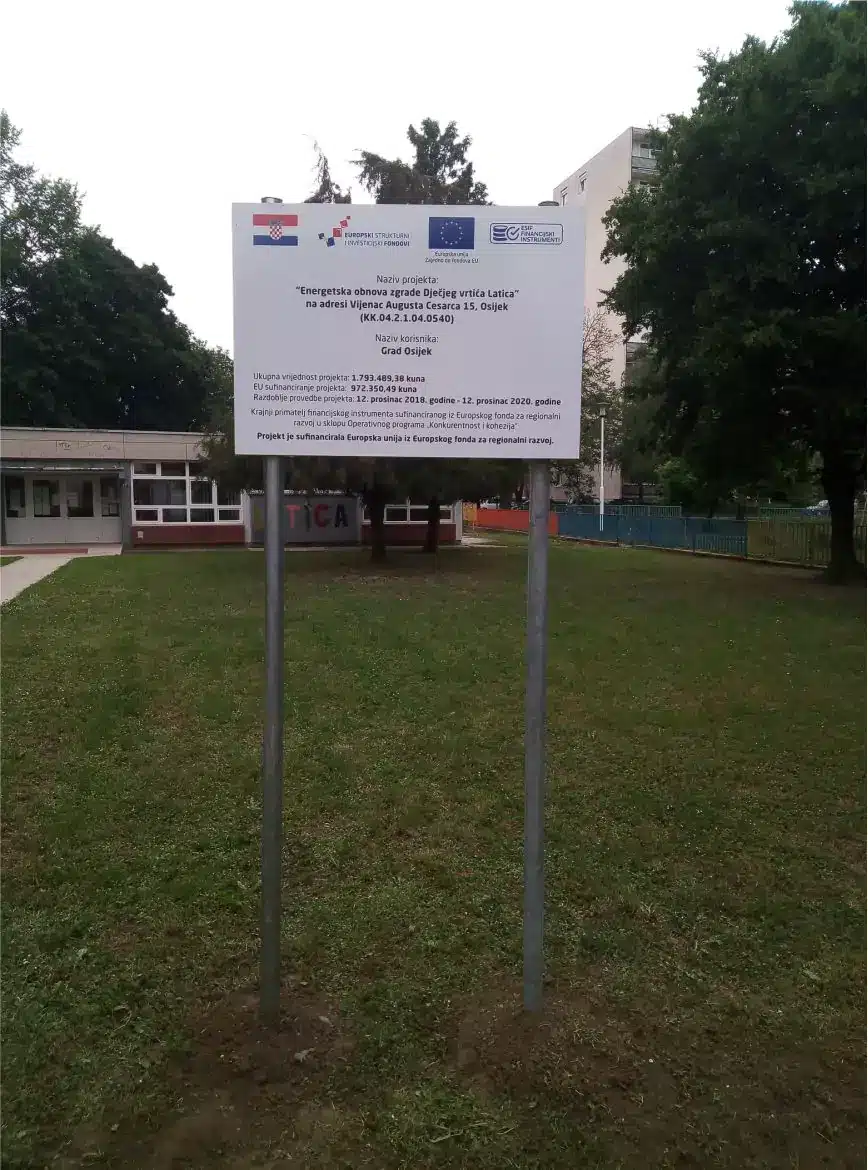 EUROPSKI STRUKTURNI
I INVESTICIJSKI FONDOVI
Europska unija
Zajedno do fondova EU
ESIF
FINANCIJSKI
INSTRUMENTI
Naziv projekta:
"Energetska obnova zgrade Dječjeg vrtića Latica"
na adresi Vijenac Augusta Cesarca 15, Osijek
(KK.04.2.1.04.0540)
Naziv korisnika:
Grad Osijek
Ukupna vrijednost projekta: 1.793.489,38 kuna
EU sufinanciranje projekta: 972.350,49 kuna
Razdoblje provedbe projekta: 12. prosinac 2018. godine - 12. prosinac 2020. godine
Krajnji primatelj financijskog instrumenta sufinanciranog iz Europskog fonda za regionalni
razvoj u sklopu Operativnog programa „Konkurentnost i kohezija"
Projekt je sufinancirala Europska unija iz Europskog fonda za regionalni razvoj.
TICA